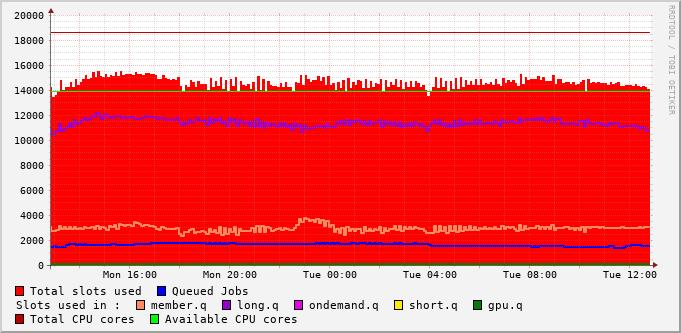 20000
18000
16000
14000
12000
10000
8000
6000
4000
2000
0
Mon 16:00 Mon 20:00 Tue 00:00 Tue 04:00 Tue 08:00 Tue 12:00
Total slots used Queued Jobs
Slots used in : member.q long.q ondemand.q short.q gpu.q
Total CPU cores Available CPU cores
RRDTOOL / TOBI OETIKER